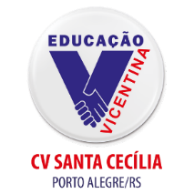 EDUCAÇÃO
VICENTINA
CV SANTA CECÍLIA
PORTO ALEGRE/RS